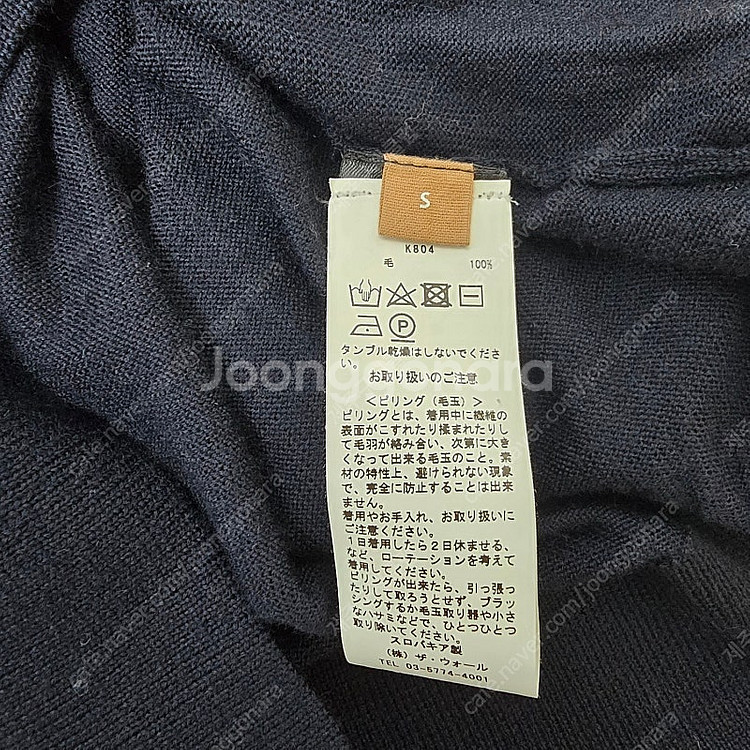 S
K804
毛 100%
P
タンブル乾燥はしないでくださ
い。
お取り扱いのご注意
Joonggonara
＜ピリング（毛玉）＞
ピリングとは、着用中に繊維の
表面がこすれたり揉まれたりし
て毛羽が絡み合い、次第に大き
くなって出来る毛玉のこと。素
材の特性上、避けられない現象
で、完全に防止することは出来
ません。
着用やお手入れ、お取り扱いに
ご注意ください。
１日着用したら２日休ませる、
など、ローテーションを考えて
着用してください。
ピリングが出来たら、引っ張っ
たりして取ろうとせず、ブラッ
シングするか毛玉取り器や小さ
なハサミなどで、ひとつひとつ
取り除いてください。
スロバキア製
（株）ザ・ウォール
TEL 03-5774-4001
cafe.naver.com/joonggonara